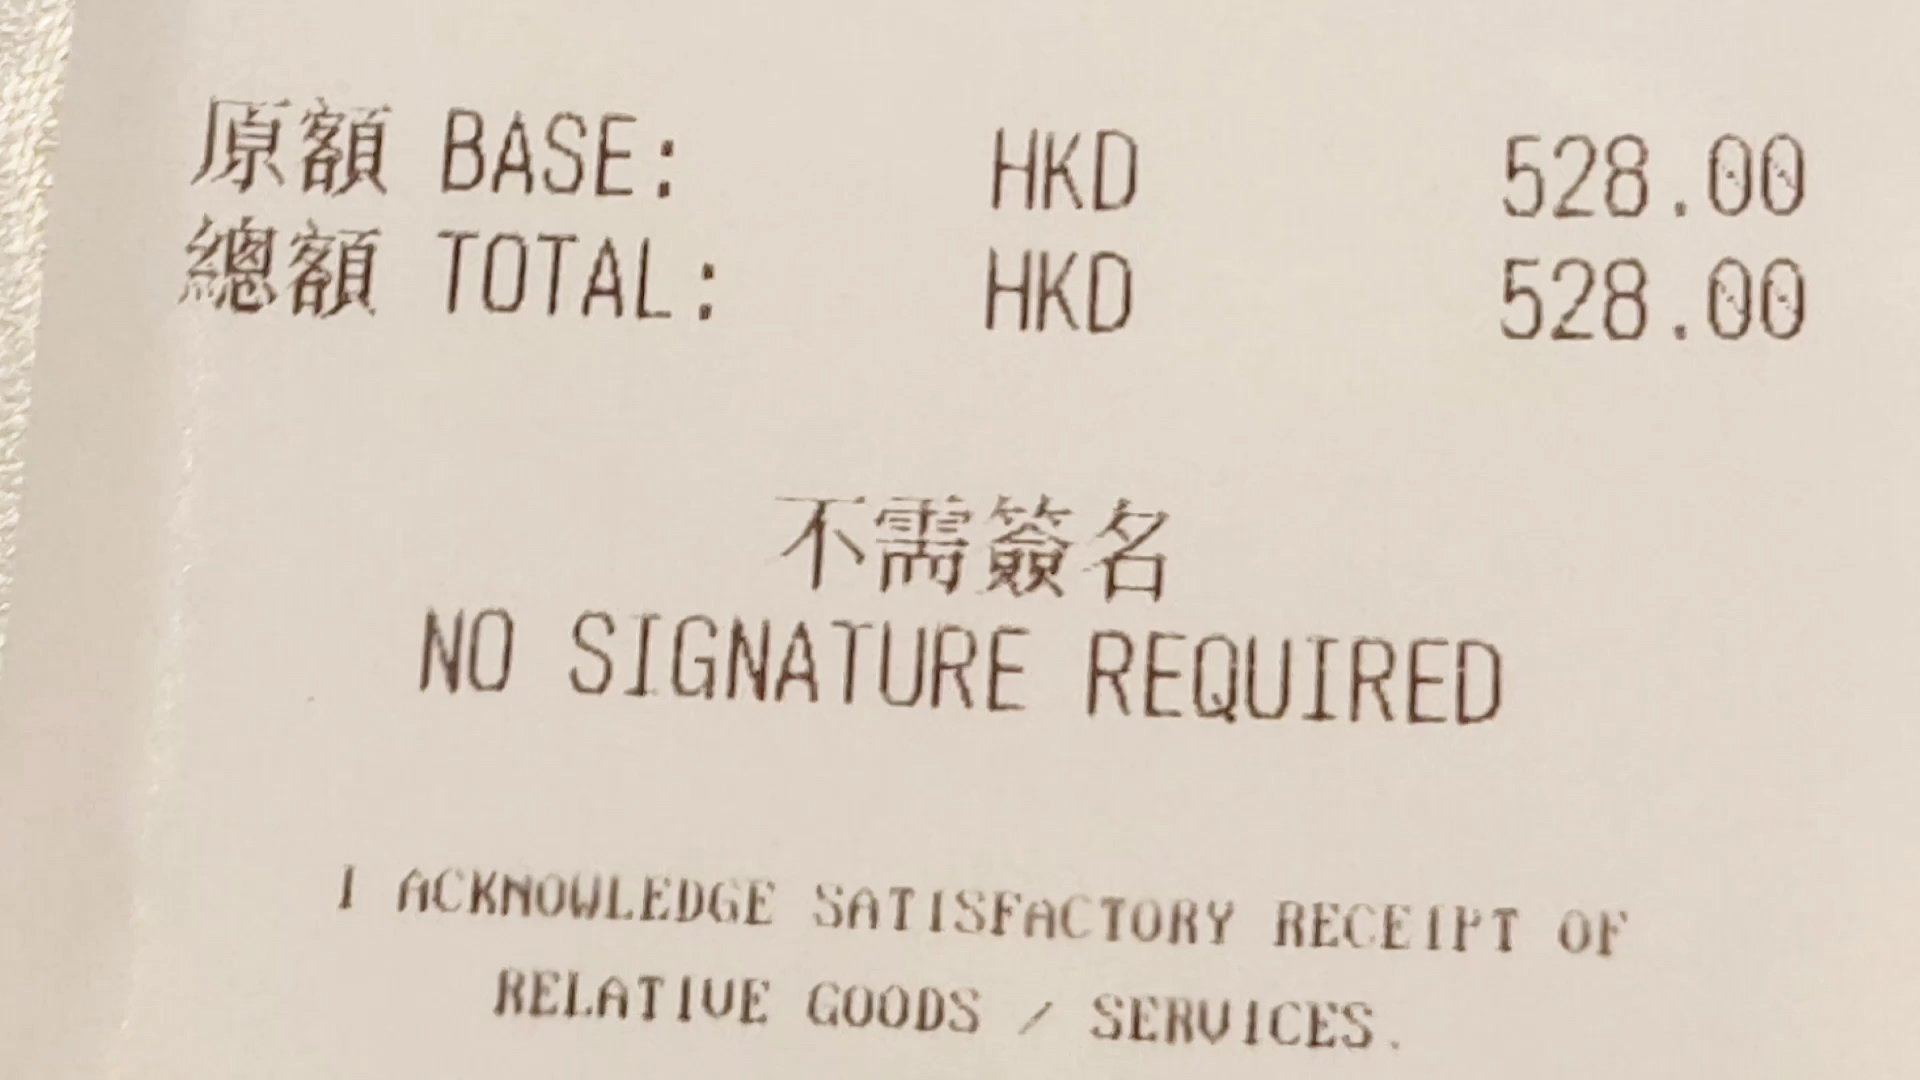 原額 BASE: HKD 528.00
總額 TOTAL: HKD 528.00
不需簽名
NO SIGNATURE REQUIRED
I ACKNOWLEDGE SATISFACTORY RECEIPT OF
RELATIVE GOODS / SERVICES.